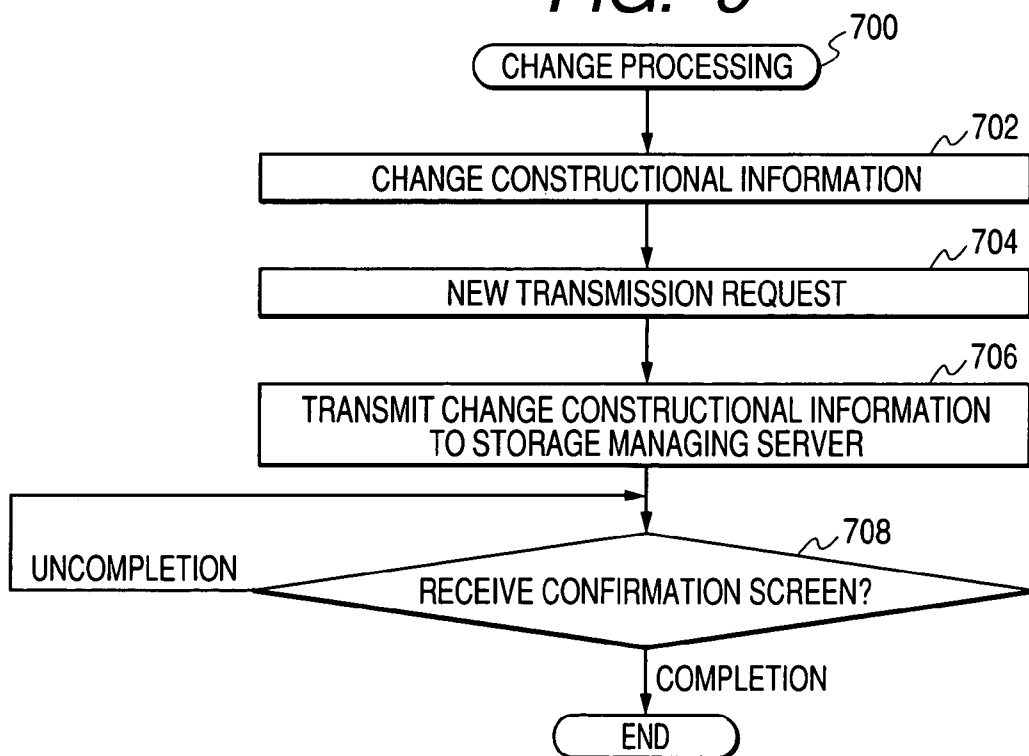 FIG.
700
CHANGE PROCESSING
702
CHANGE CONSTRUCTIONAL INFORMATION
704
NEW TRANSMISSION REQUEST
706
TRANSMIT CHANGE CONSTRUCTIONAL INFORMATION
TO STORAGE MANAGING SERVER
708
UNCOMPLETION
RECEIVE CONFIRMATION SCREEN?
COMPLETION
END